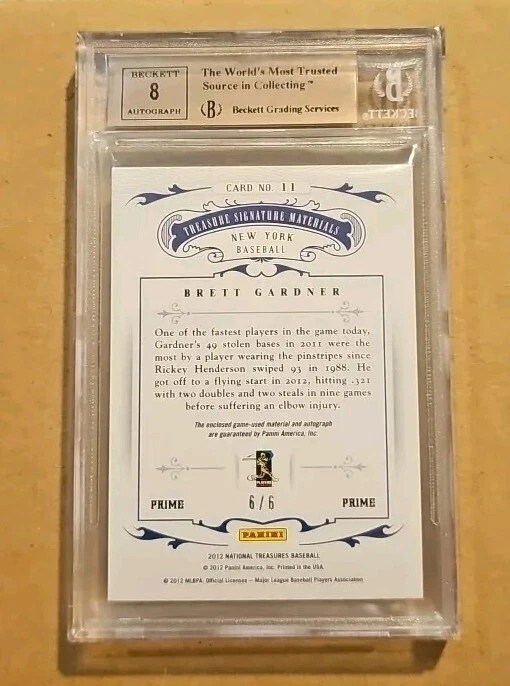 BECKETT
8
AUTOGRAPH
The World's Most Trusted
Source in Collecting™
(B) Beckett Grading Services
B
BECKETT™
CARD NO. 11
TREASURE SIGNATURE MATERIALS
NEW YORK
BASEBALL
BRETT GARDNER
One of the fastest players in the game today,
Gardner's 49 stolen bases in 2011 were the
most by a player wearing the pinstripes since
Rickey Henderson swiped 93 in 1988. He
got off to a flying start in 2012, hitting .321
with two doubles and two steals in nine games
before suffering an elbow injury.
The enclosed game-used material and autograph
are guaranteed by Panini America, Inc.
PLAYERS
6/6
PRIME
PRIME
PANINI
2012 NATIONAL TREASURES BASEBALL
© 2012 Panini America, Inc. Printed in the USA.
© 2012 MLBPA. Official Licensee – Major League Baseball Players Association